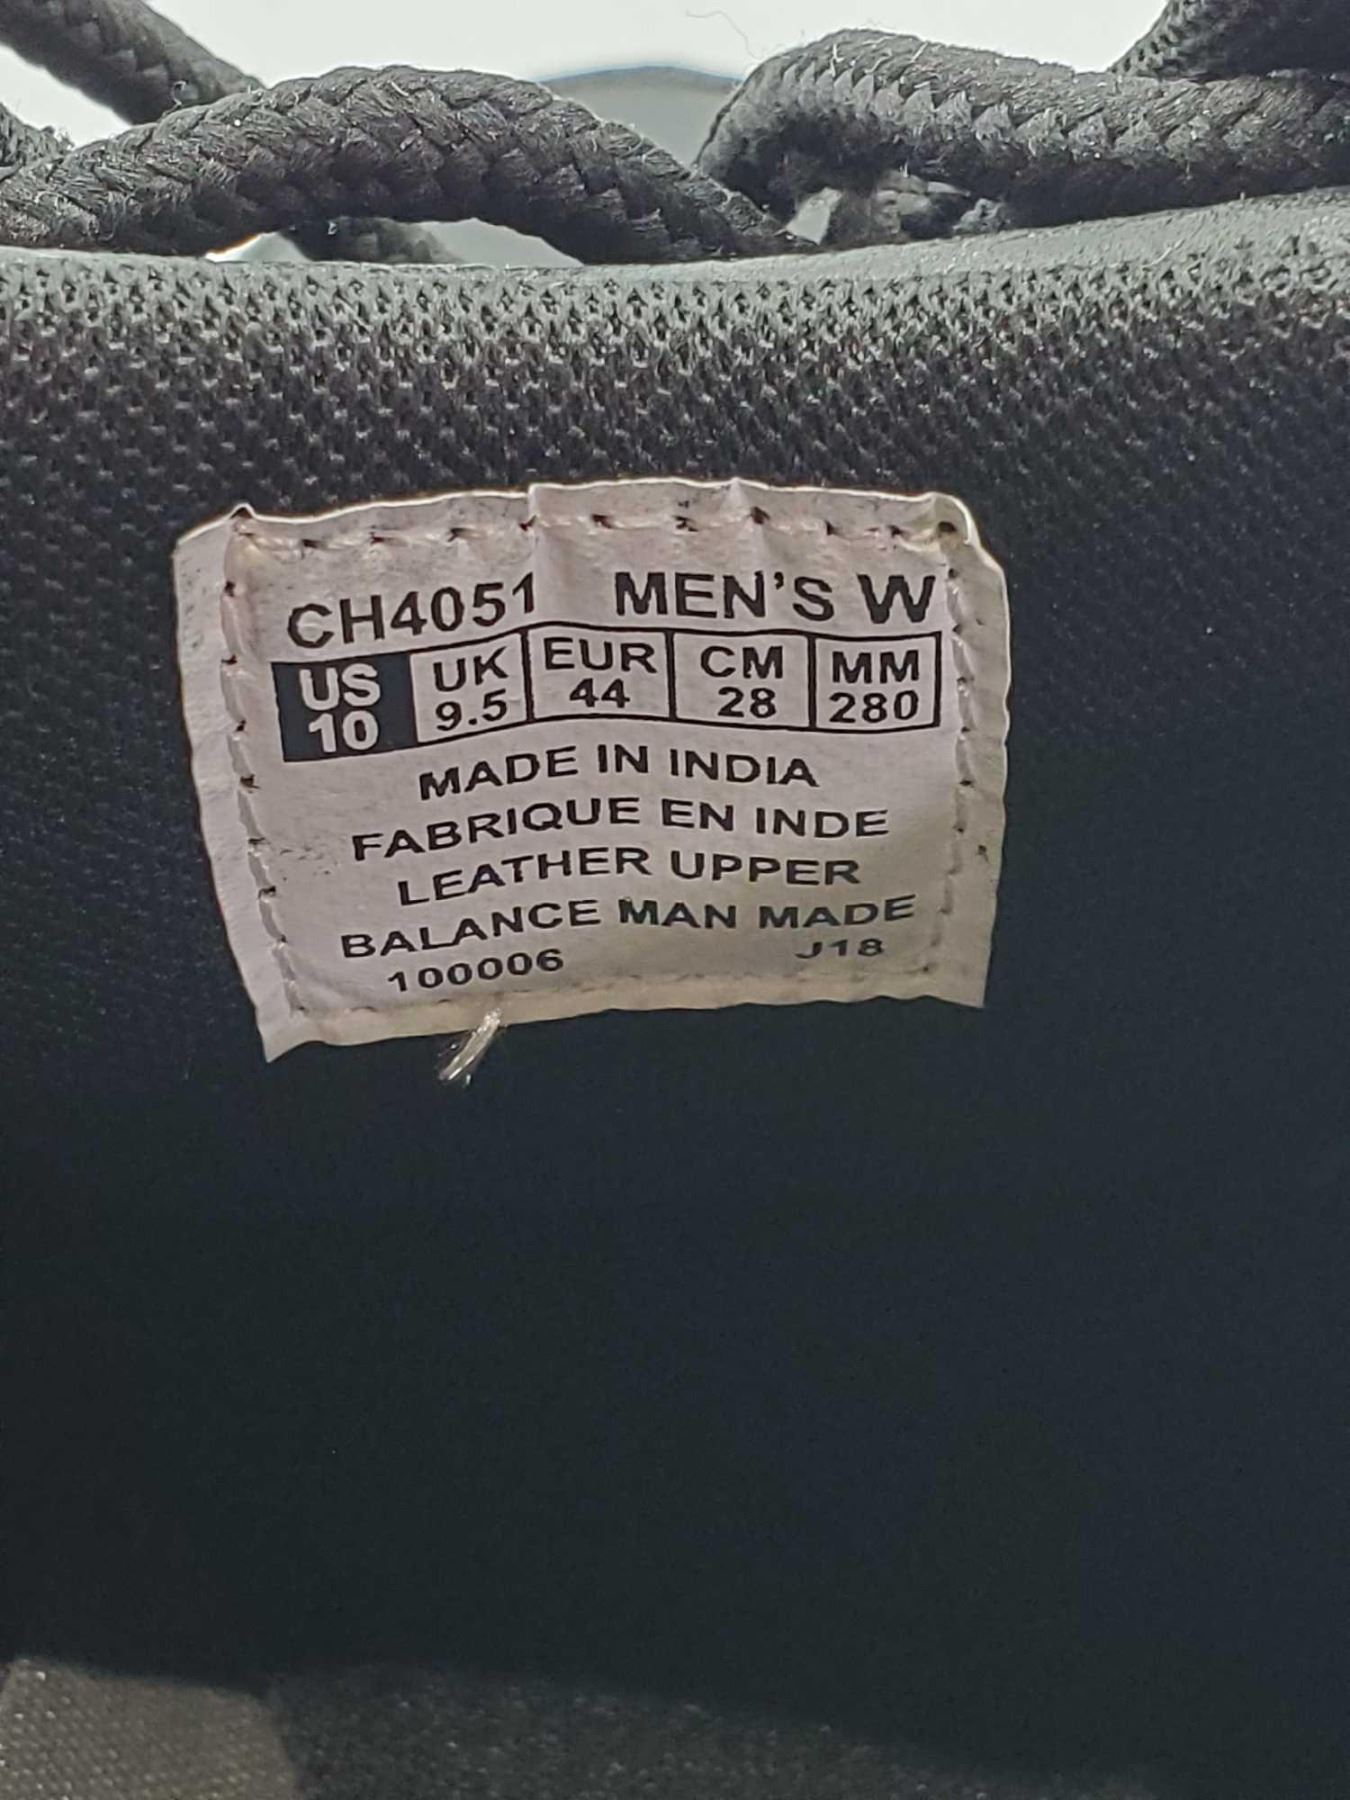 CH4051 MEN'S W
US UK EUR CM MM
10 9.5 44 28 280
MADE IN INDIA
FABRIQUE EN INDE
LEATHER UPPER
BALANCE MAN MADE
100006 J18